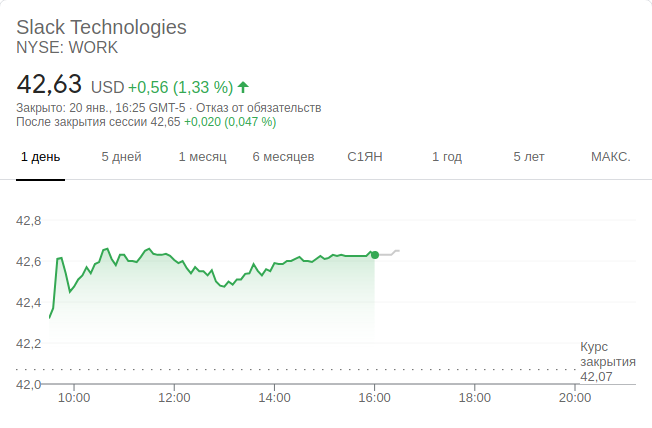 Slack Technologies
NYSE: WORK
42,63 USD +0,56 (1,33 %)
Закрыто: 20 янв., 16:25 GMT-5 · Отказ от обязательств
После закрытия сессии 42,65 +0,020 (0,047 %)
1 день 5 дней 1 месяц 6 месяцев С1ЯН 1 год 5 лет МАКС.
42,8
42,6
42,4
42,2
Курс
закрытия
42,07
42,0
10:00 12:00 14:00 16:00 18:00 20:00